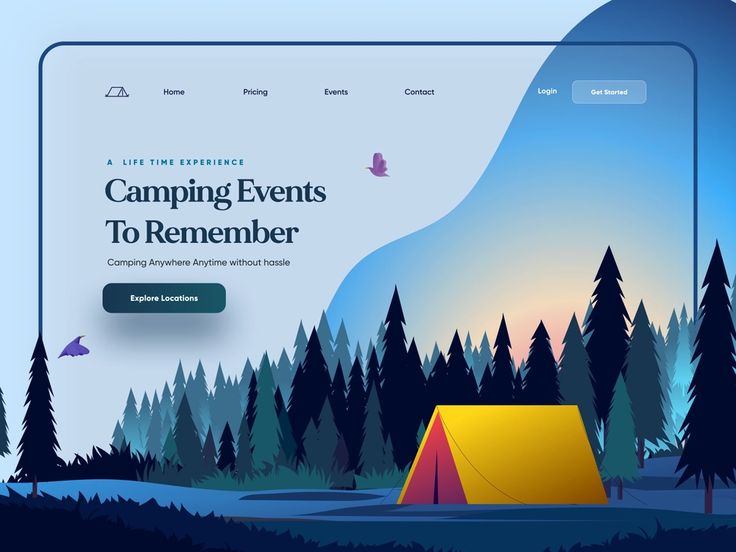 Home Pricing Events Contact Login Get Started
A LIFE TIME EXPERIENCE
Camping Events
To Remember
Camping Anywhere Anytime without hassle
Explore Locations